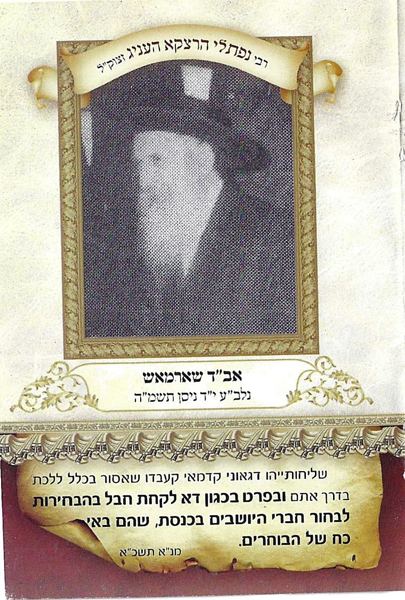 רבי נפתלי הרצקא העניג זצוק"ל
אב"ד שארמאש
נלב"ע י"ד ניסן תשמ"ה
שליחותייהו דגאוני קדמאי קעבדו שאסור בכלל ללכת
בדרך אתם ובפרט בכגון דא לקחת חבל בהבחירות
לבחור חברי היושבים בכנסת, שהם באי
כח של הבוחרים.
מנ"א תשכ"א